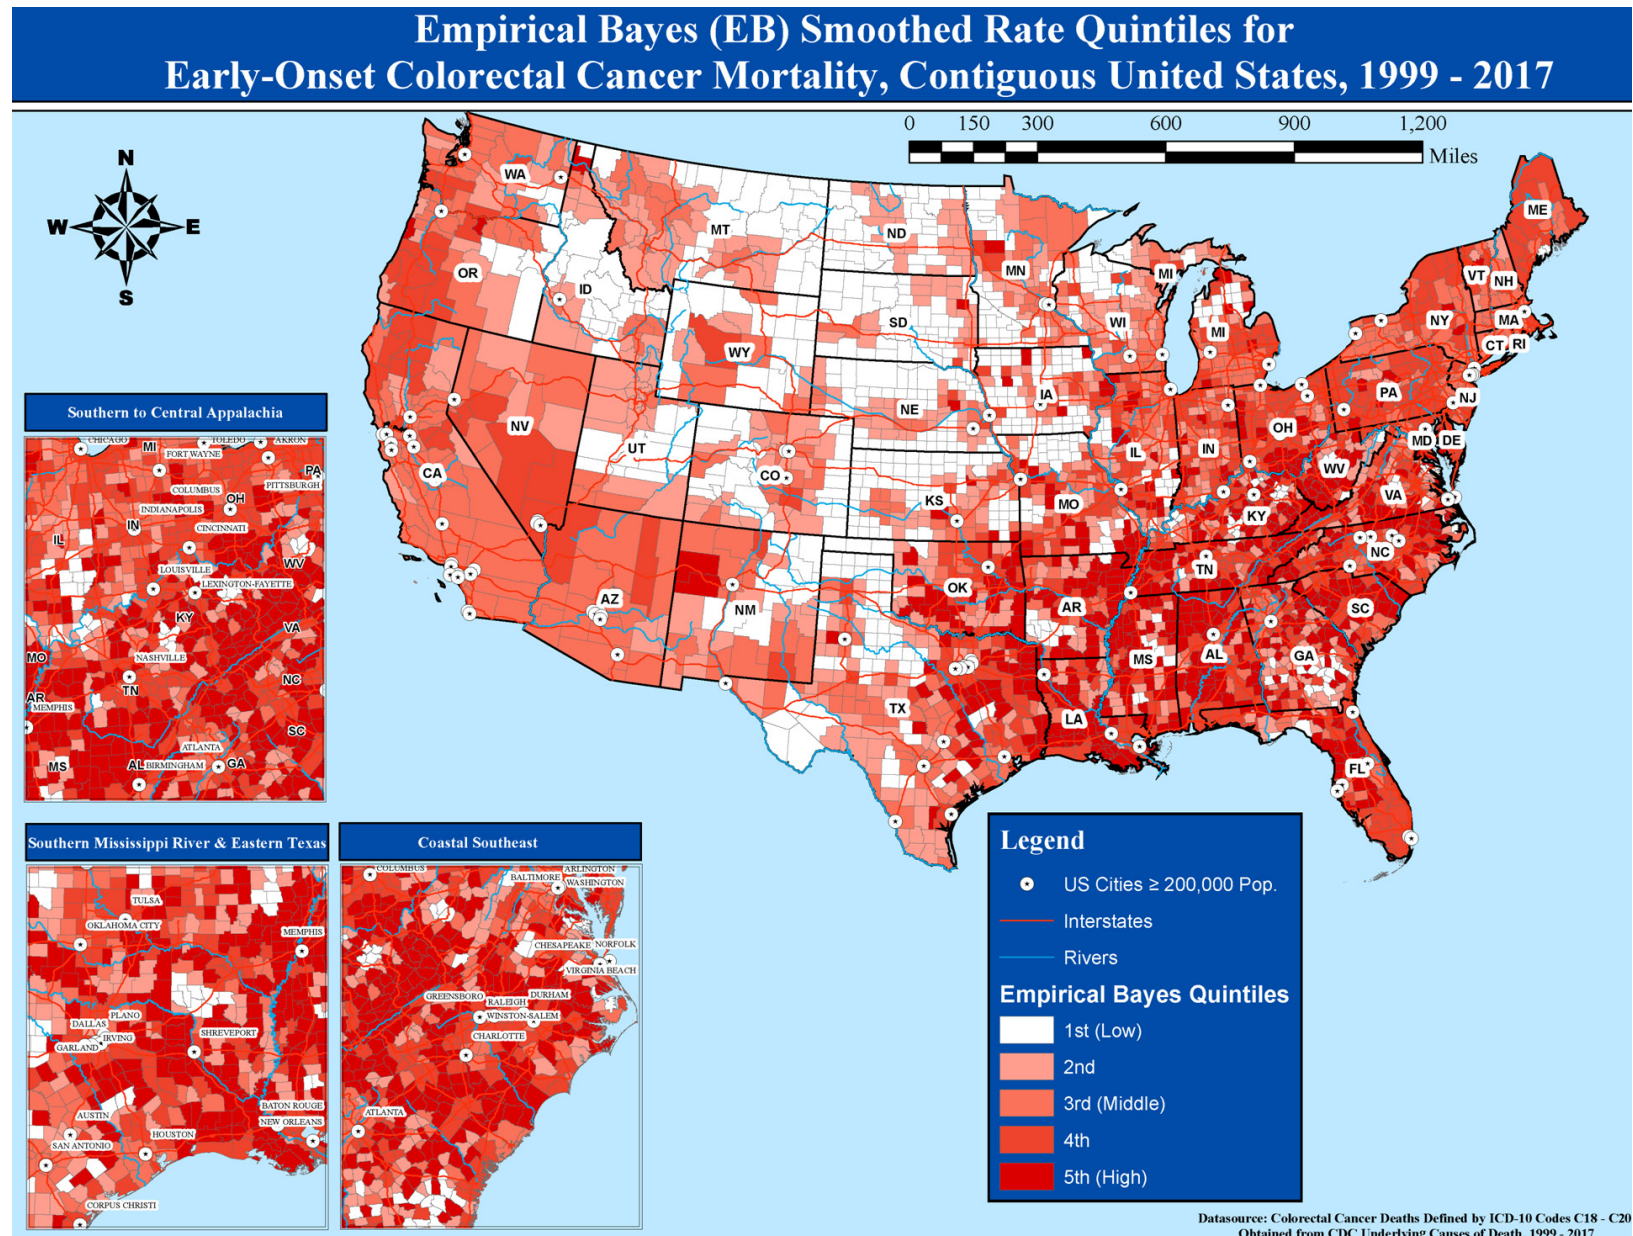 Empirical Bayes (EB) Smoothed Rate Quintiles for
Early-Onset Colorectal Cancer Mortality, Contiguous United States, 1999 - 2017
0 150 300 600 900 1,200
Miles
N
W E
S
WA
MT
ND
MN
ME
OR
ID
SD
WI
MI
MI
VT
NH
NY
MA
CT
RI
WY
IA
NE
PA
NJ
NV
UT
CO
IL
IN
OH
MD
DE
CA
KS
MO
WV
VA
KY
AZ
NM
OK
AR
TN
NC
SC
MS
AL
GA
TX
LA
FL
Southern to Central Appalachia
CHICAGO
MI
TOLEDO
AKRON
FORT WAYNE
PA
PITTSBURGH
COLUMBUS
OH
INDIANAPOLIS
IN
CINCINNATI
IL
WV
LOUISVILLE
LEXINGTON-FAYETTE
KY
VA
MO
NASHVILLE
TN
NC
AR
MEMPHIS
SC
ATLANTA
MS
AL
BIRMINGHAM
GA
Southern Mississippi River & Eastern Texas
TULSA
OKLAHOMA CITY
MEMPHIS
PLANO
DALLAS
IRVING
GARLAND
SHREVEPORT
BATON ROUGE
AUSTIN
NEW ORLEANS
HOUSTON
SAN ANTONIO
CORPUS CHRISTI
Coastal Southeast
COLUMBUS
ARLINGTON
BALTIMORE
WASHINGTON
CHESAPEAKE
NORFOLK
VIRGINIA BEACH
GREENSBORO
DURHAM
RALEIGH
WINSTON-SALEM
CHARLOTTE
ATLANTA
Legend
US Cities ≥ 200,000 Pop.
Interstates
Rivers
Empirical Bayes Quintiles
1st (Low)
2nd
3rd (Middle)
4th
5th (High)
Datasource: Colorectal Cancer Deaths Defined by ICD-10 Codes C18 - C20
Obtained from CDC Underlying Causes of Death, 1999 - 2017